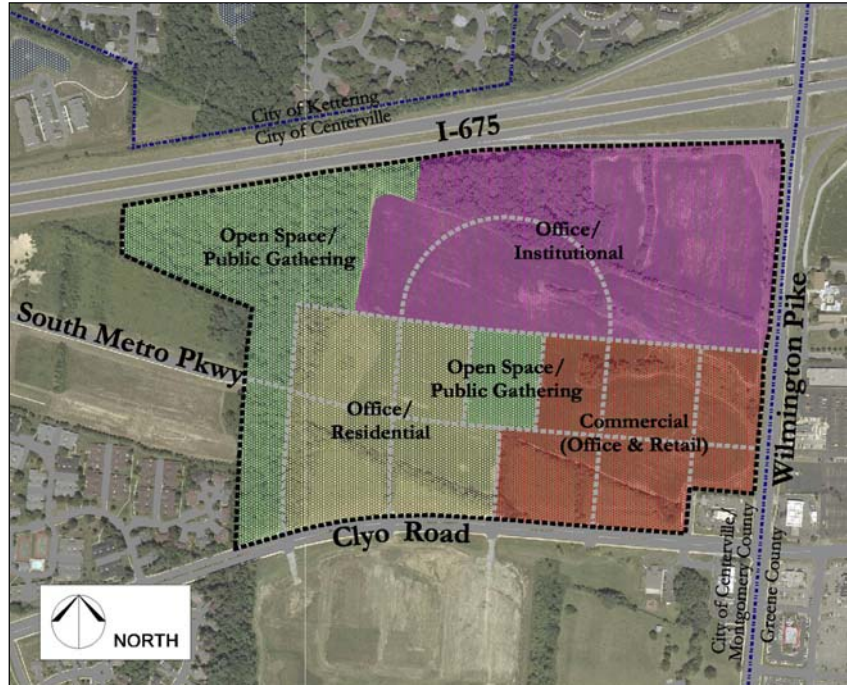 City of Kettering
City of Centerville
I-675
Open Space/
Public Gathering
Office/
Institutional
South Metro Pkwy
Open Space/
Public Gathering
Office/
Residential
Commercial
(Office & Retail)
Wilmington Pike
Clyo Road
City of Centerville/
Montgomery County
Greene County
NORTH